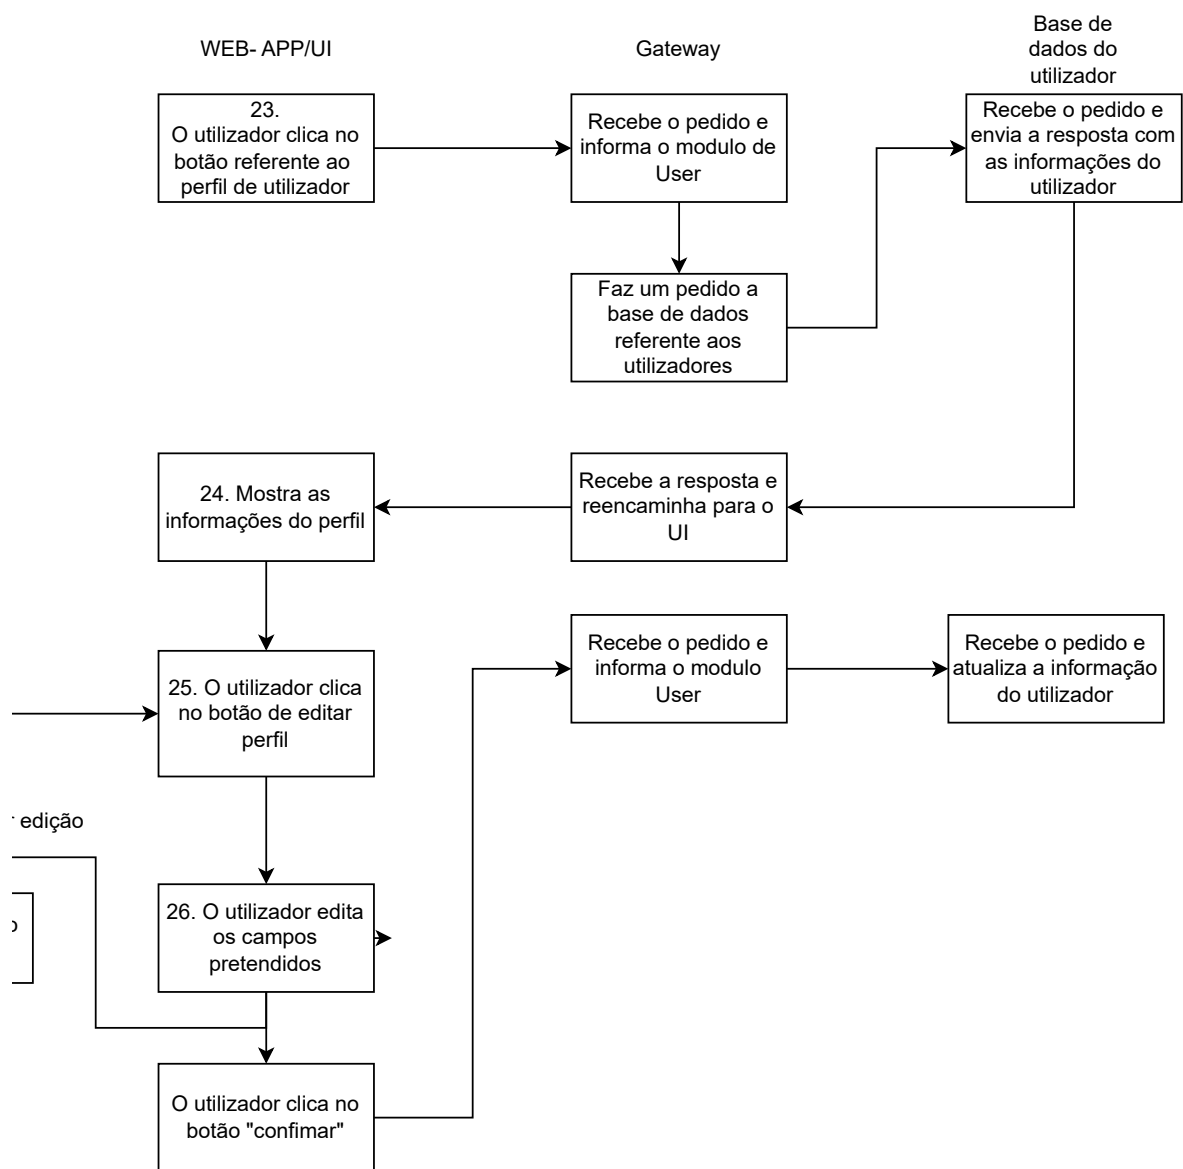 WEB- APP/UI
Gateway
Base de
dados do
utilizador
23.
O utilizador clica no
botão referente ao
perfil de utilizador
Recebe o pedido e
informa o modulo de
User
Recebe o pedido e
envia a resposta com
as informações do
utilizador
Faz um pedido a
base de dados
referente aos
utilizadores
24. Mostra as
informações do perfil
Recebe a resposta e
reencaminha para o
UI
25. O utilizador clica
no botão de editar
perfil
Recebe o pedido e
informa o modulo
User
Recebe o pedido e
atualiza a informação
do utilizador
edição
26. O utilizador edita
os campos
pretendidos
O utilizador clica no
botão "confimar"